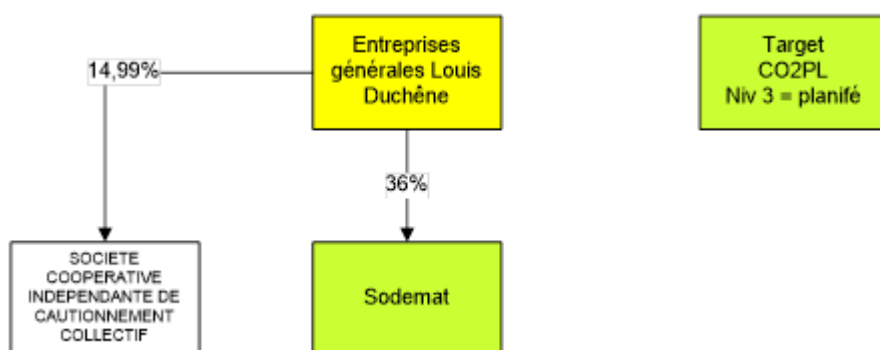 Entreprises
générales Louis
Duchêne
Target
CO2PL
Niv 3 = planifé
14,99%
36%
SOCIETE
COOPERATIVE
INDEPENDANTE DE
CAUTIONNEMENT
COLLECTIF
Sodemat